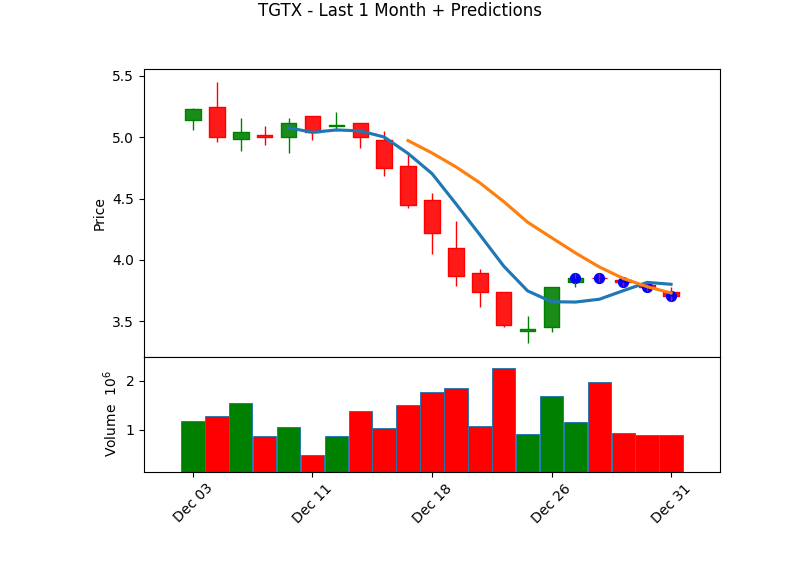 TGTX - Last 1 Month + Predictions
5.5
5.0
4.5
4.0
3.5
Price
2
1
Volume 10^6
Dec 03
Dec 11
Dec 18
Dec 26
Dec 31